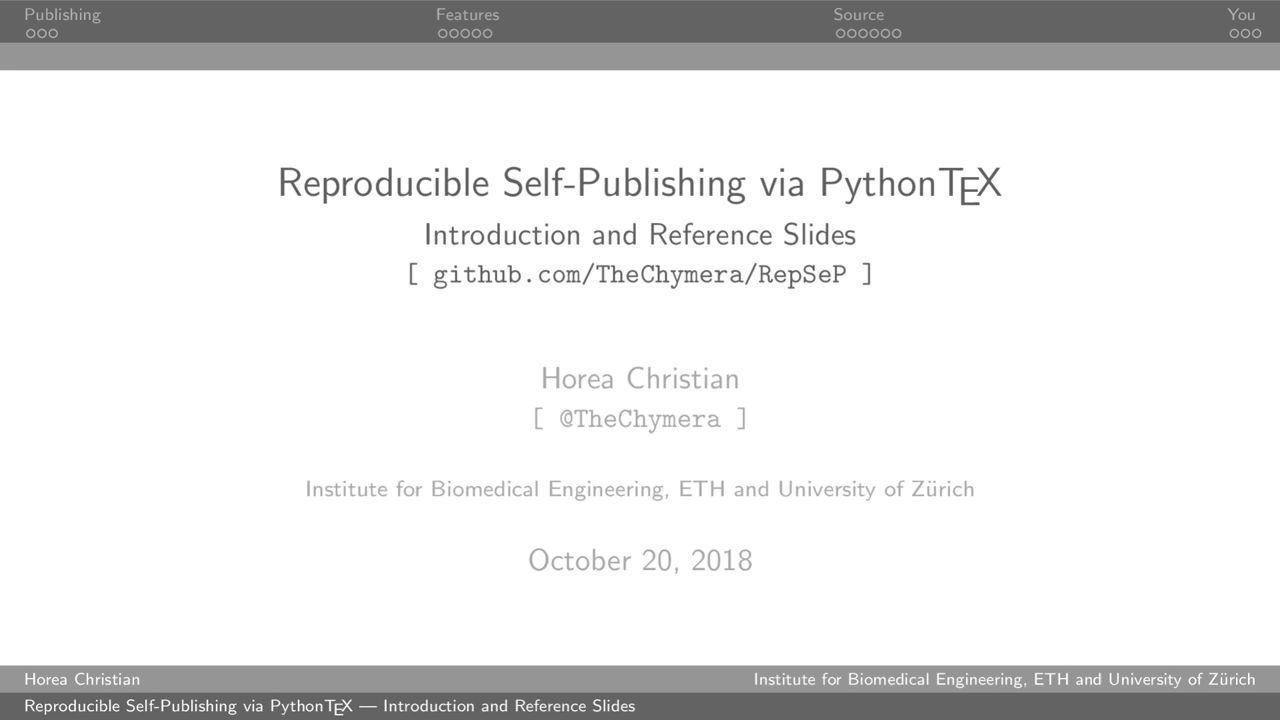 Publishing Features Source You
Reproducible Self-Publishing via PythonTEX
Introduction and Reference Slides
[ github.com/TheChymera/RepSeP ]
Horea Christian
[ @TheChymera ]
Institute for Biomedical Engineering, ETH and University of Zürich
October 20, 2018
Horea Christian Institute for Biomedical Engineering, ETH and University of Zürich
Reproducible Self-Publishing via PythonTEX — Introduction and Reference Slides